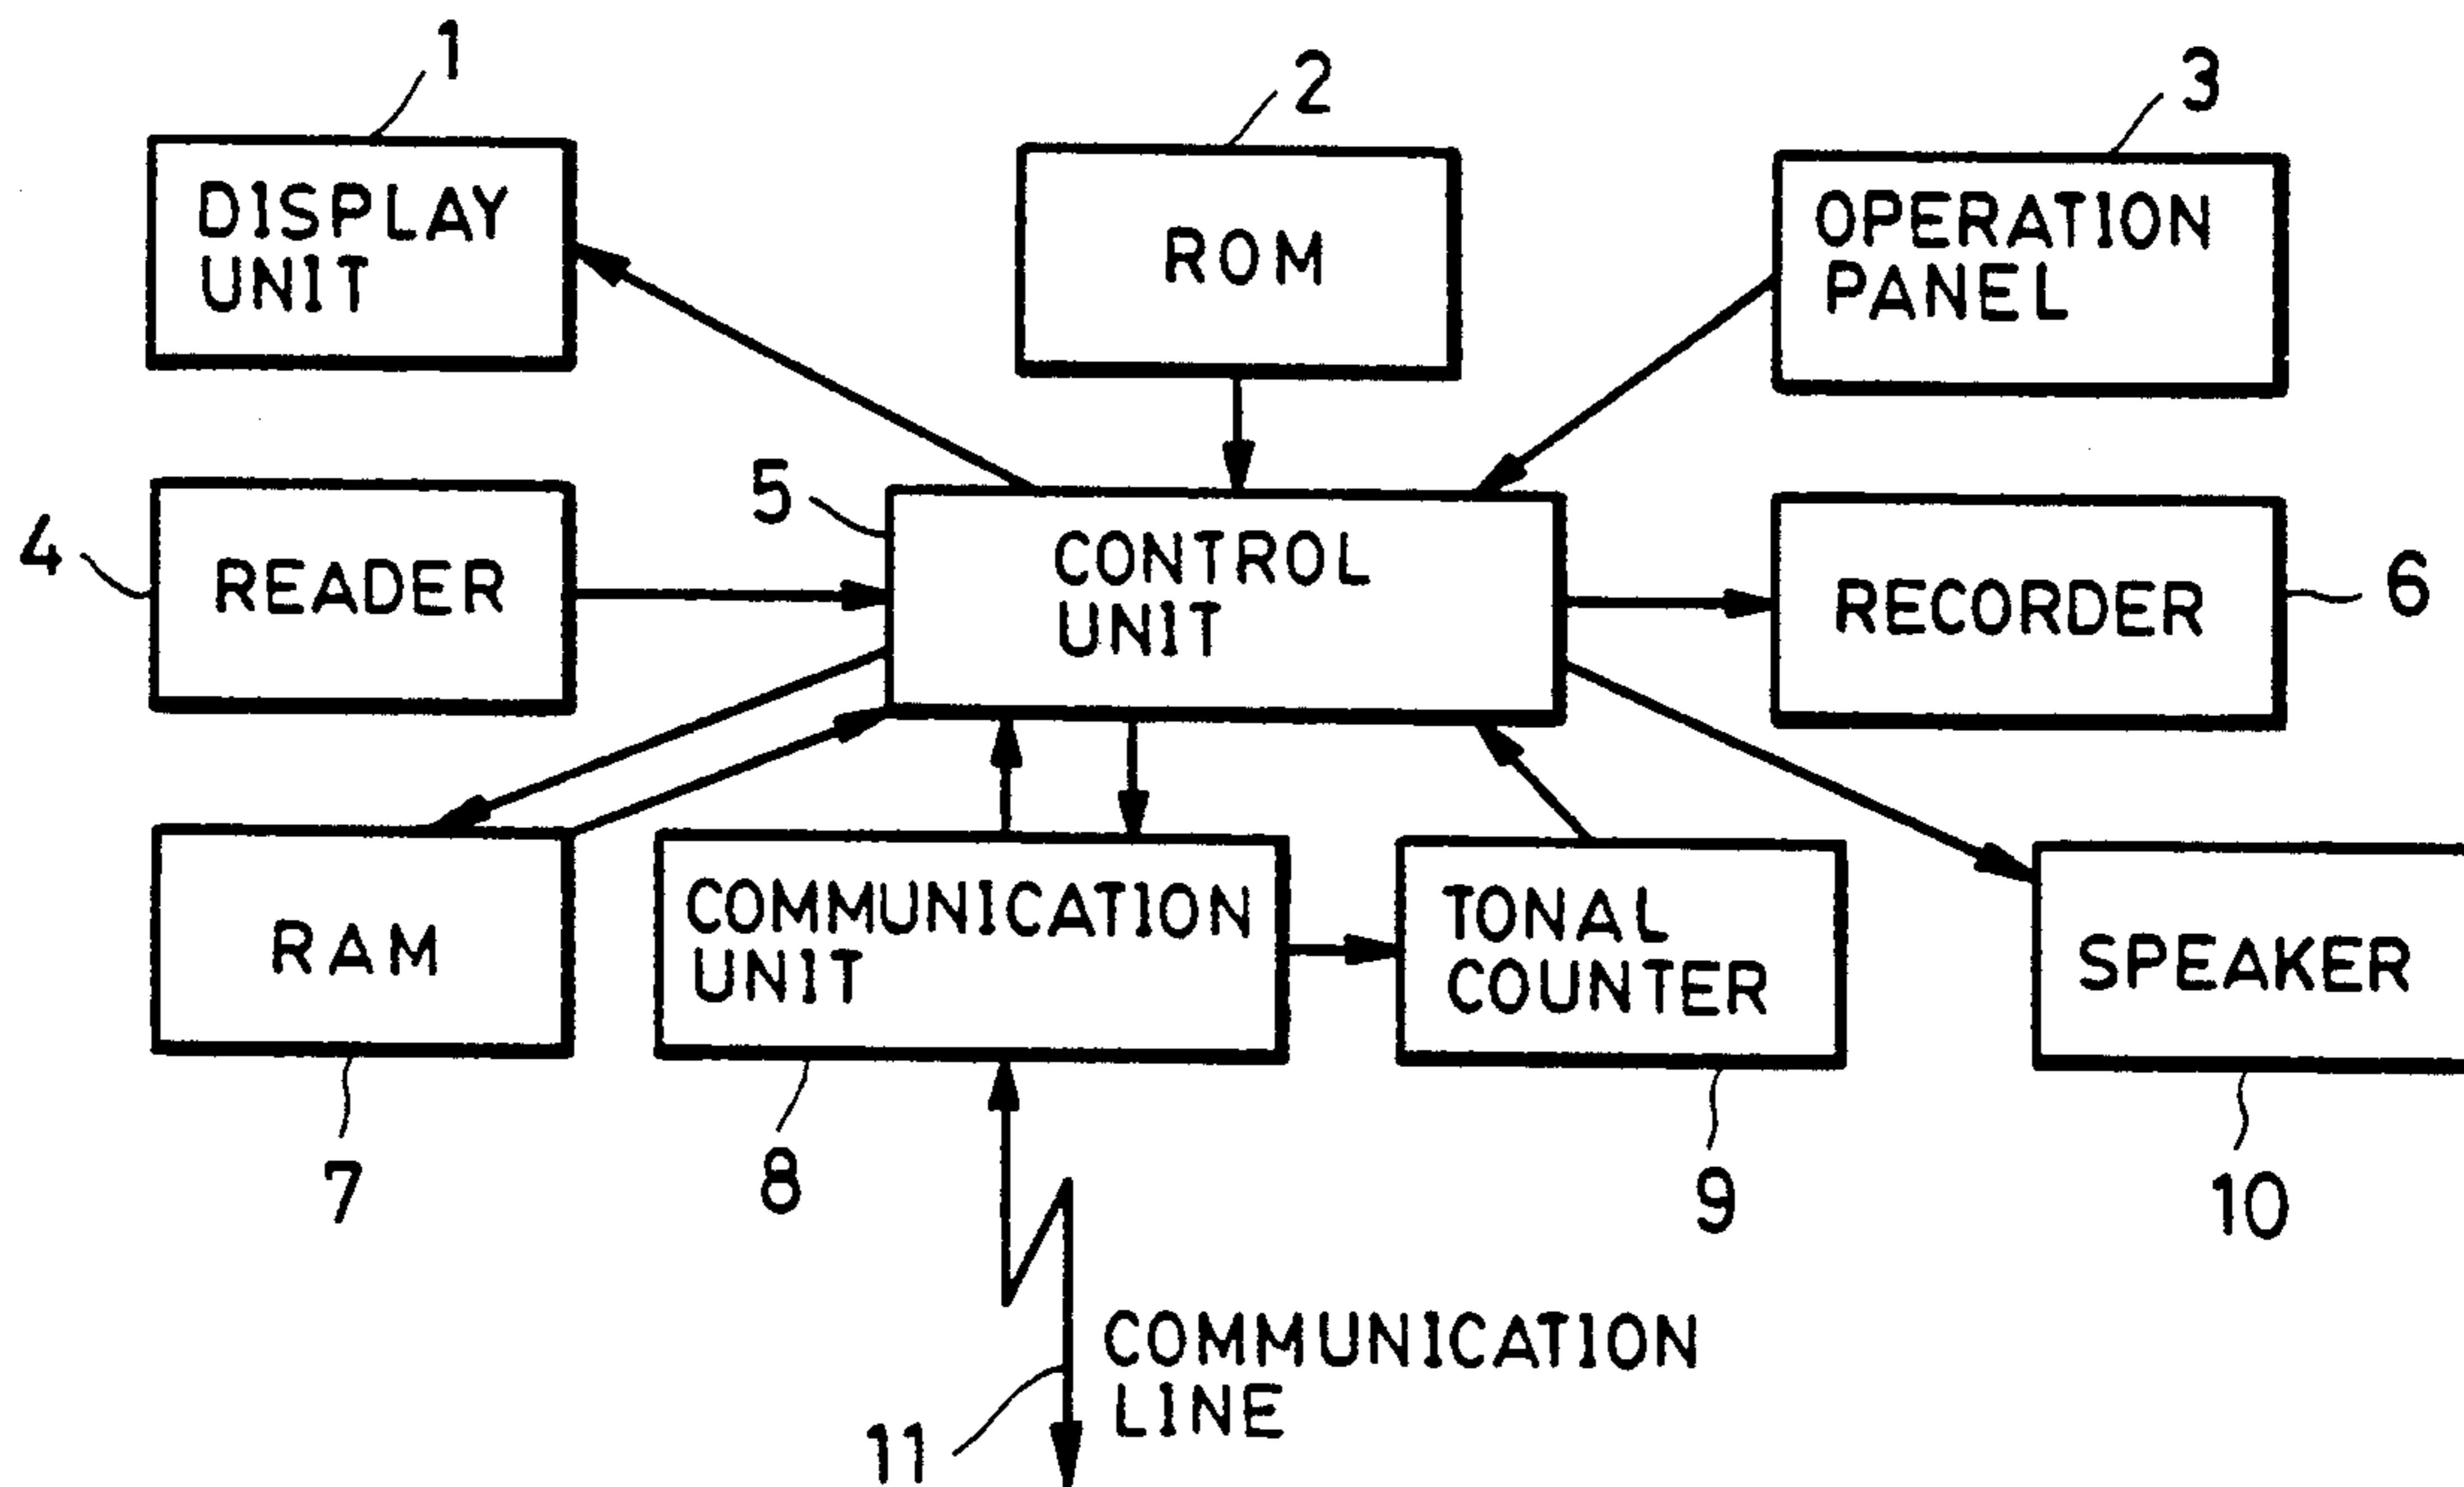 1
2
3
DISPLAY
UNIT
ROM
OPERATION
PANEL
4
READER
5
CONTROL
UNIT
RECORDER
6
RAM
COMMUNICATION
UNIT
TONAL
COUNTER
SPEAKER
7
8
9
10
COMMUNICATION
LINE
11